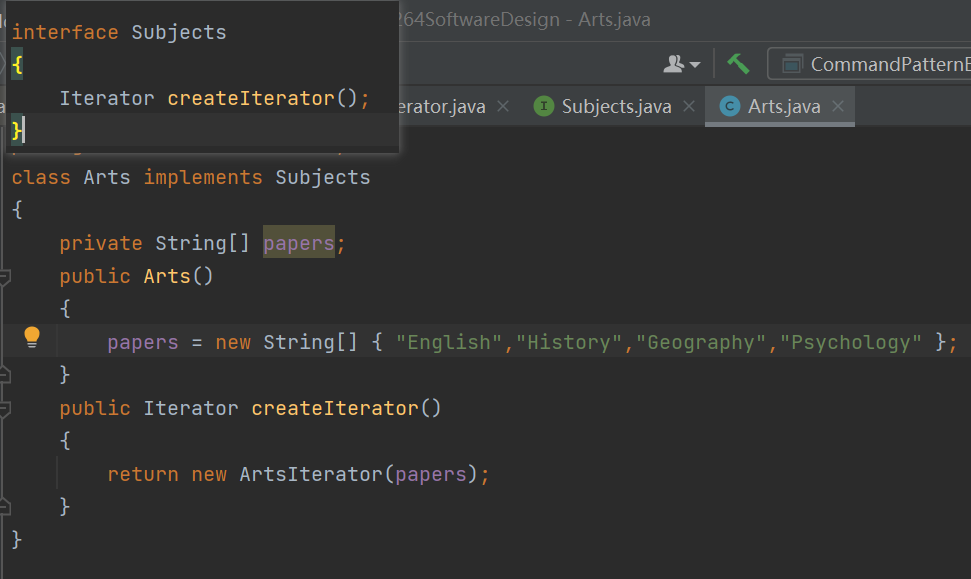 interface Subjects
{
Iterator createIterator();
}
264SoftwareDesign - Arts.java
CommandPatternE
erator.java
Subjects.java
Arts.java
class Arts implements Subjects
{
private String[] papers;
public Arts()
{
papers = new String[] { "English","History","Geography","Psychology" };
}
public Iterator createIterator()
{
return new ArtsIterator(papers);
}
}